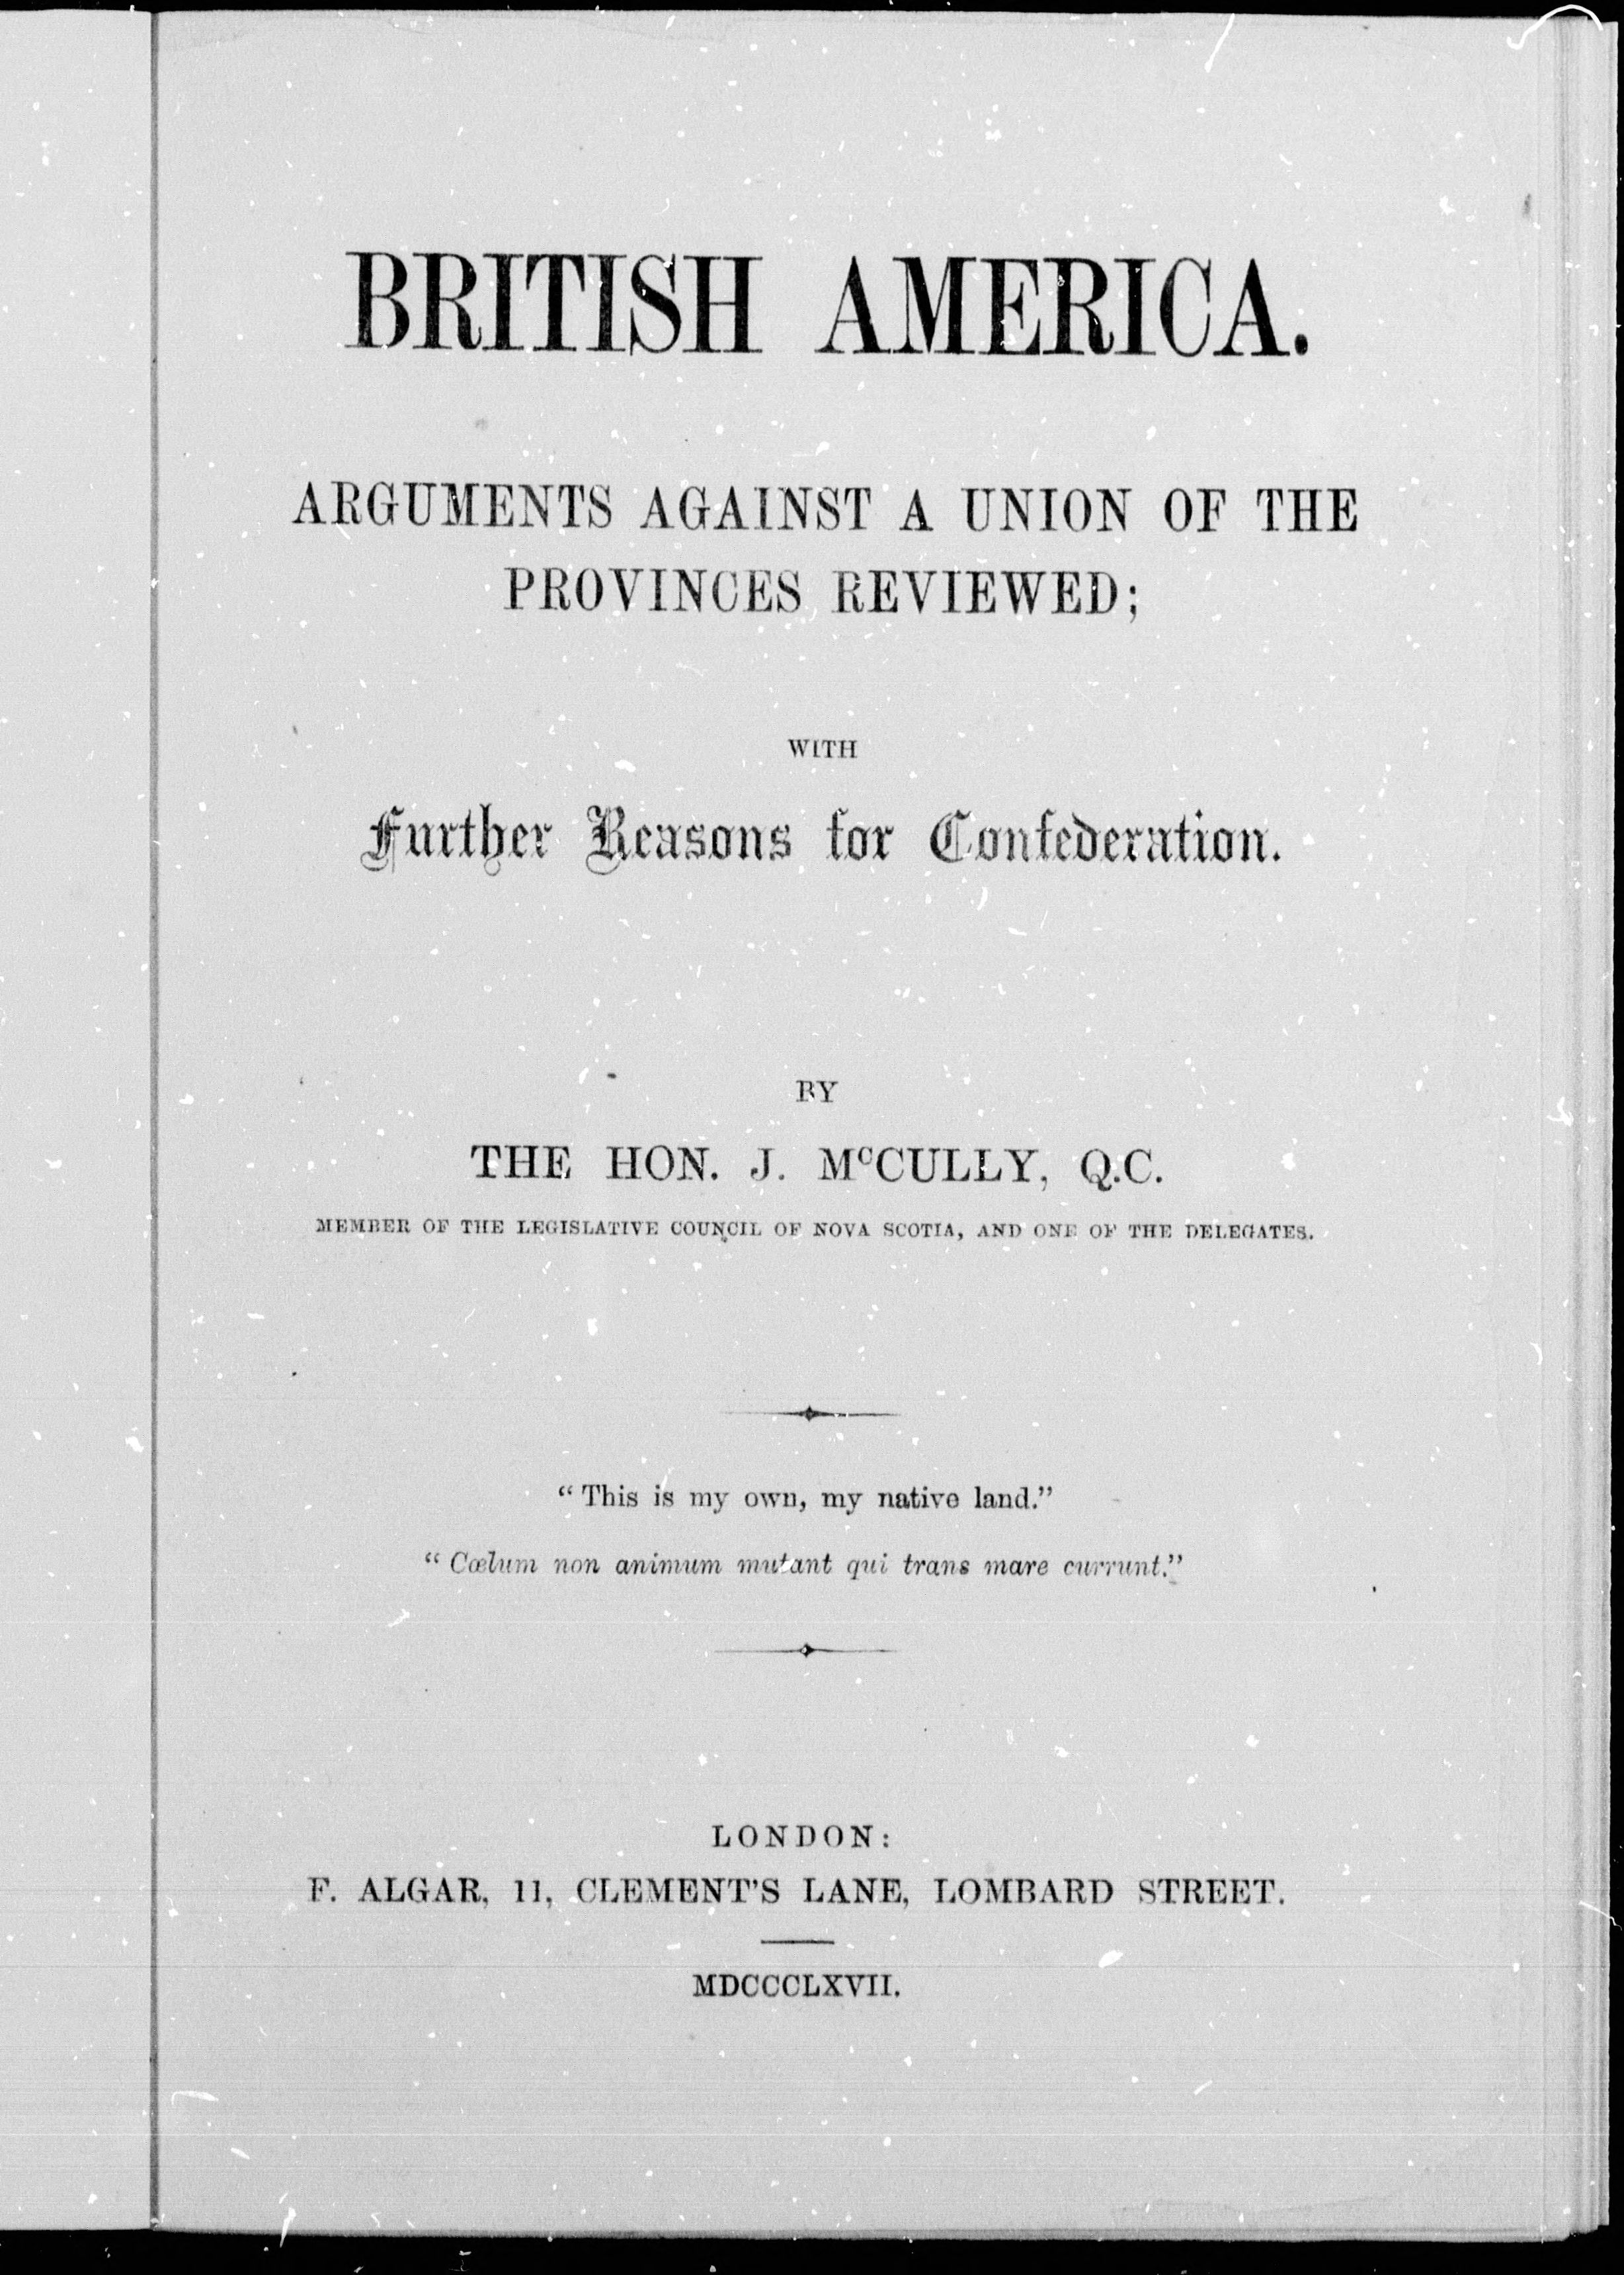 BRITISH AMERICA.
ARGUMENTS AGAINST A UNION OF THE
PROVINCES REVIEWED;
WITH
Further Reasons for Confederation.
BY
THE HON. J. McCULLY, Q.C.
MEMBER OF THE LEGISLATIVE COUNCIL OF NOVA SCOTIA, AND ONE OF THE DELEGATES.
"This is my own, my native land."
"Cœlum non animum mutant qui trans mare currunt."
LONDON:
F. ALGAR, 11, CLEMENT'S LANE, LOMBARD STREET.
MDCCCLXVII.